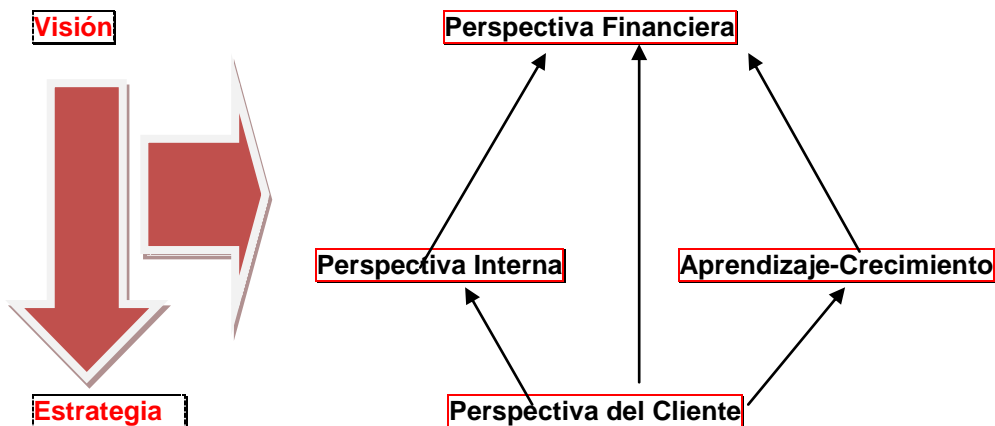 Visión
Perspectiva Financiera
Perspectiva Interna
Aprendizaje-Crecimiento
Estrategia
Perspectiva del Cliente